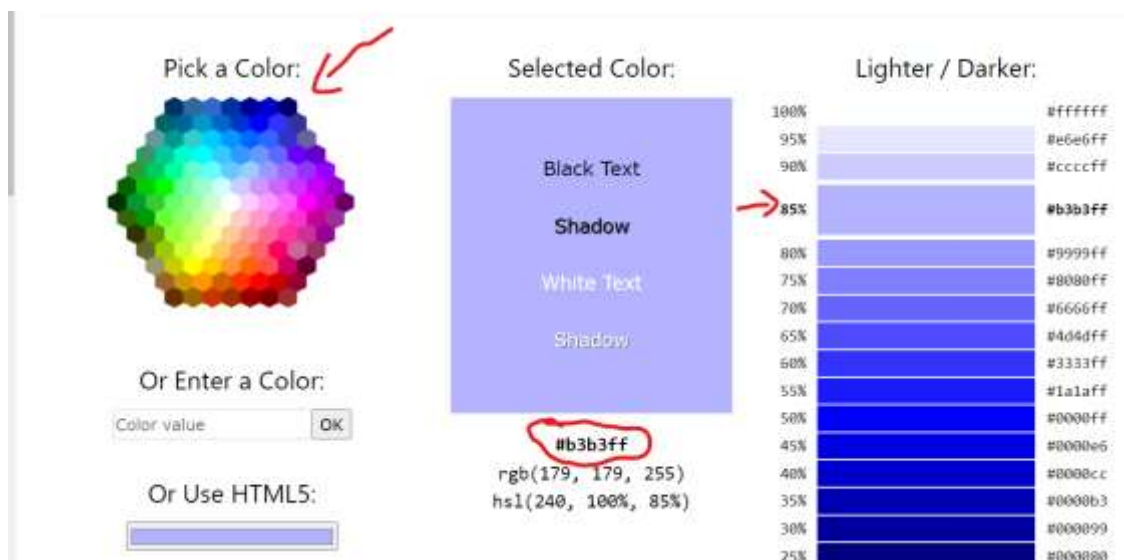 Pick a Color:
Or Enter a Color:
Color value OK
Or Use HTML5:
Selected Color:
Black Text
Shadow
White Text
Shadow
#b3b3ff
rgb(179, 179, 255)
hsl(240, 100%, 85%)
Lighter / Darker:
100% #ffffff
95% #e6e6ff
90% #ccccff
85% #b3b3ff
80% #9999ff
75% #8080ff
70% #6666ff
65% #4d4dff
60% #3333ff
55% #1a1aff
50% #0000ff
45% #0000e6
40% #0000cc
35% #0000b3
30% #000099
25% #000080